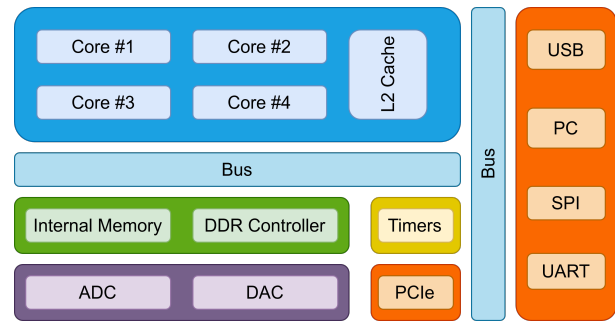 Core #1
Core #2
L2 Cache
Core #3
Core #4
Bus
Internal Memory
DDR Controller
Timers
ADC
DAC
PCIe
Bus
USB
PC
SPI
UART